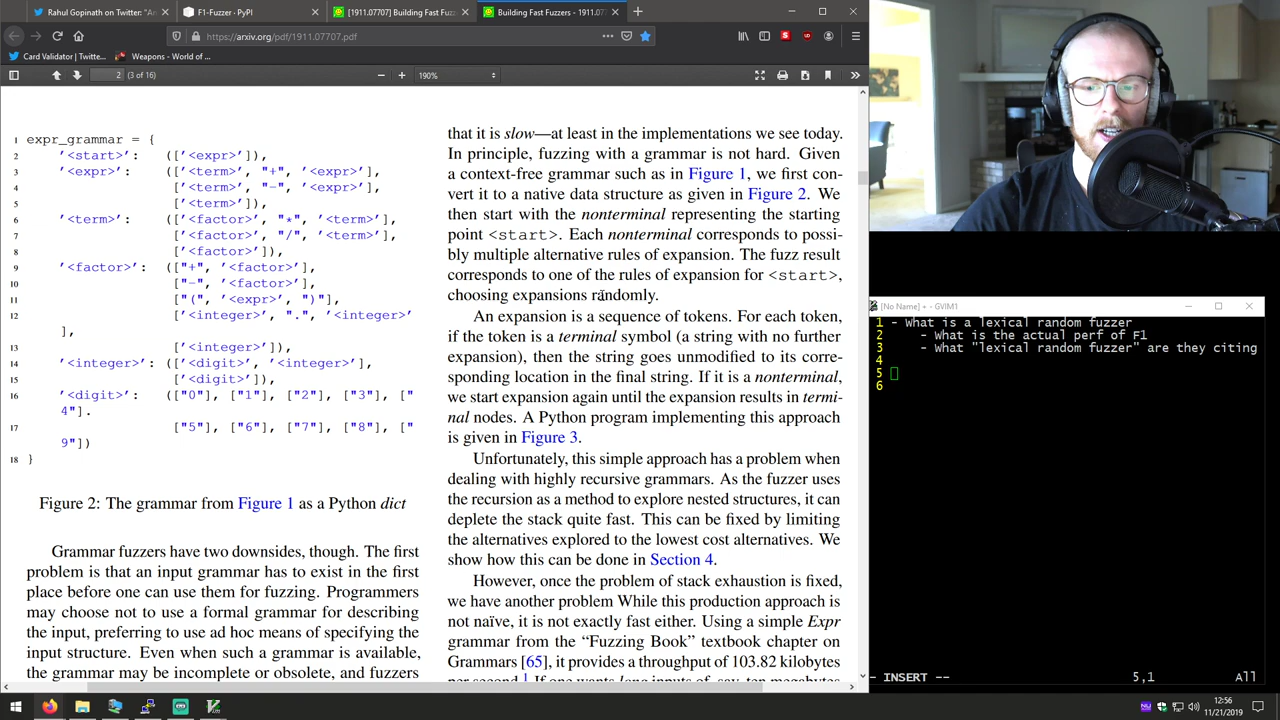 Rahul Gopinath on Twitter: "An
F1-Fuzzer · PyPI
[1911.07707] Building Fast Fuzz
Building Fast Fuzzers - 1911.077
https://arxiv.org/pdf/1911.07707.pdf
Card Validator | Twitte...
Weapons - World of ...
2
(3 of 16)
190%
1 expr_grammar = {
2 '<start>': (['<expr>']),
3 '<expr>': (['<term>', "+", '<expr>'],
4 ['<term>', "-", '<expr>'],
5 ['<term>']),
6 '<term>': (['<factor>', "*", '<term>'],
7 ['<factor>', "/", '<term>'],
8 ['<factor>']),
9 '<factor>': (["+", '<factor>'],
10 ["-", '<factor>'],
11 ["(", '<expr>', ")"],
12 ['<integer>', ".", '<integer>'
],
13 ['<integer>']),
14 '<integer>': (['<digit>', '<integer>'],
15 ['<digit>']),
16 '<digit>': (["0"], ["1"], ["2"], ["3"], ["
4"],
17 ["5"], ["6"], ["7"], ["8"], ["
9"])
18 }
Figure 2: The grammar from Figure 1 as a Python dict
Grammar fuzzers have two downsides, though. The first
problem is that an input grammar has to exist in the first
place before one can use them for fuzzing. Programmers
may choose not to use a formal grammar for describing
the input, preferring to use ad hoc means of specifying the
input structure. Even when such a grammar is available,
the grammar may be incomplete or obsolete, and fuzzers
that it is slow—at least in the implementations we see today.
In principle, fuzzing with a grammar is not hard. Given
a context-free grammar such as in Figure 1, we first con-
vert it to a native data structure as given in Figure 2. We
then start with the nonterminal representing the starting
point <start>. Each nonterminal corresponds to possi-
bly multiple alternative rules of expansion. The fuzz result
corresponds to one of the rules of expansion for <start>,
choosing expansions randomly.
An expansion is a sequence of tokens. For each token,
if the token is a terminal symbol (a string with no further
expansion), then the string goes unmodified to its corre-
sponding location in the final string. If it is a nonterminal,
we start expansion again until the expansion results in termi-
nal nodes. A Python program implementing this approach
is given in Figure 3.
Unfortunately, this simple approach has a problem when
dealing with highly recursive grammars. As the fuzzer uses
the recursion as a method to explore nested structures, it can
deplete the stack quite fast. This can be fixed by limiting
the alternatives explored to the lowest cost alternatives. We
show how this can be done in Section 4.
However, once the problem of stack exhaustion is fixed,
we have another problem While this production approach is
not naïve, it is not exactly fast either. Using a simple Expr
grammar from the “Fuzzing Book” textbook chapter on
Grammars [65], it provides a throughput of 103.82 kilobytes
per second.1 If one wants long inputs of, say, ten megabytes
[No Name] + - GVIM1
1 - What is a lexical random fuzzer
2 - What is the actual perf of F1
3 - What "lexical random fuzzer" are they citing
4
5
6
-- INSERT --
5,1
All
12:56
11/21/2019